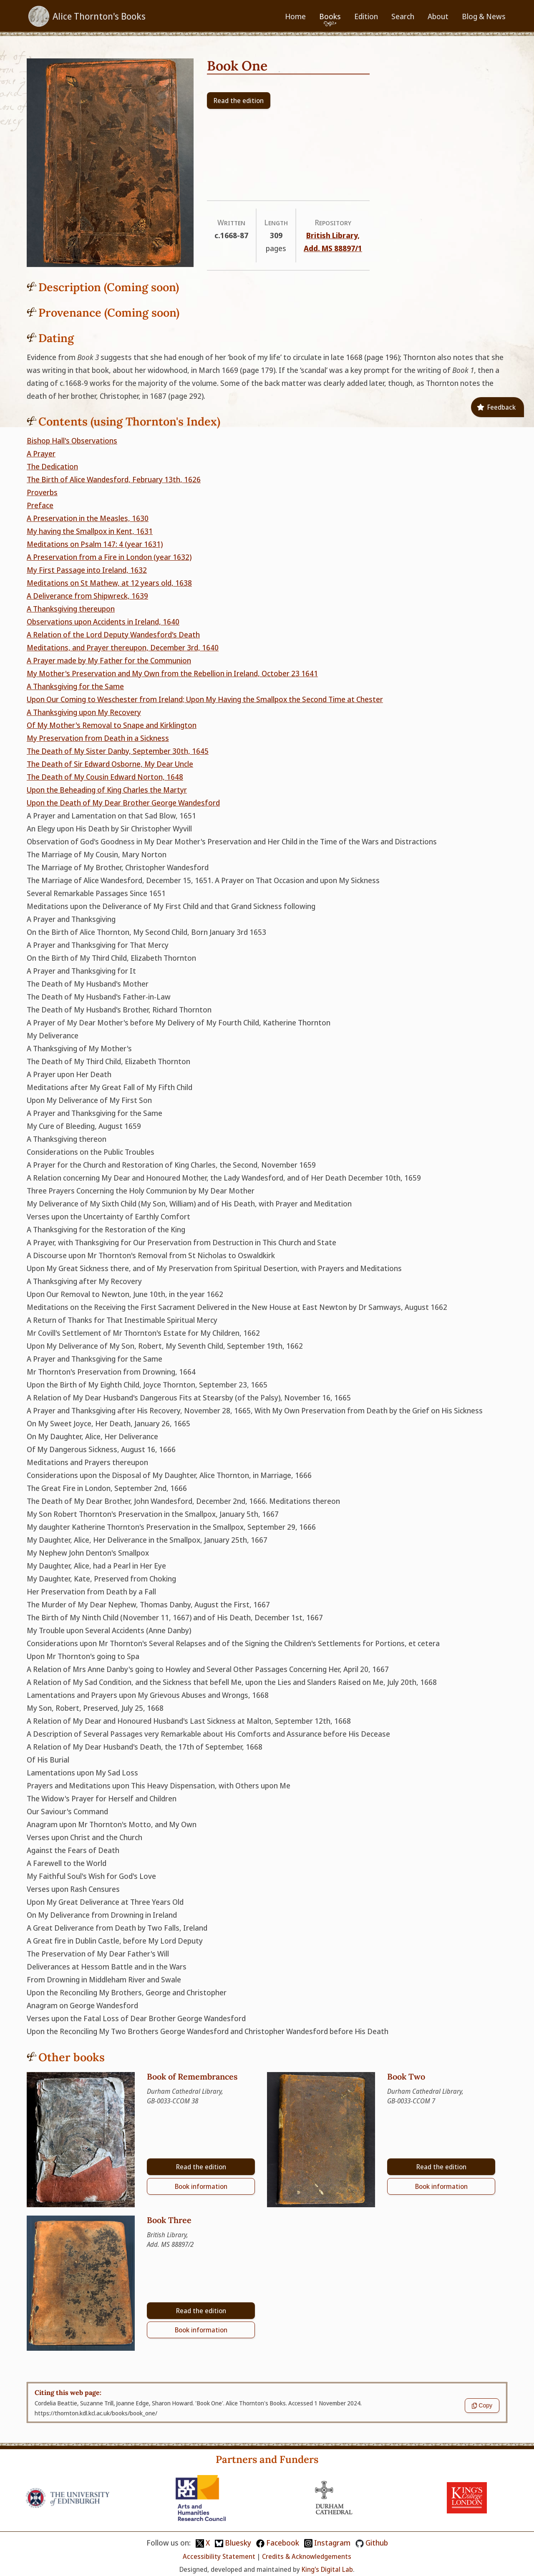 Alice Thornton's Books
Home
Books
Edition
Search
About
Blog & News
Book One
Read the edition
Written
c.1668-87
Length
309
pages
Repository
British Library,
Add. MS 88897/1
Description (Coming soon)
Provenance (Coming soon)
Dating
Evidence from Book 3 suggests that she had enough of her 'book of my life' to circulate in late 1668 (page 196); Thornton also notes that she
was writing in that book, about her widowhood, in March 1669 (page 179). If the 'scandal' was a key prompt for the writing of Book 1, then a
dating of c.1668-9 works for the majority of the volume. Some of the back matter was clearly added later, though, as Thornton notes the
death of her brother, Christopher, in 1687 (page 292).
Feedback
Contents (using Thornton's Index)
Bishop Hall's Observations
A Prayer
The Dedication
The Birth of Alice Wandesford, February 13th, 1626
Proverbs
Preface
A Preservation in the Measles, 1630
My having the Smallpox in Kent, 1631
Meditations on Psalm 147: 4 (year 1631)
A Preservation from a Fire in London (year 1632)
My First Passage into Ireland, 1632
Meditations on St Mathew, at 12 years old, 1638
A Deliverance from Shipwreck, 1639
A Thanksgiving thereupon
Observations upon Accidents in Ireland, 1640
A Relation of the Lord Deputy Wandesford's Death
Meditations, and Prayer thereupon, December 3rd, 1640
A Prayer made by My Father for the Communion
My Mother's Preservation and My Own from the Rebellion in Ireland, October 23 1641
A Thanksgiving for the Same
Upon Our Coming to Weschester from Ireland; Upon My Having the Smallpox the Second Time at Chester
A Thanksgiving upon My Recovery
Of My Mother's Removal to Snape and Kirklington
My Preservation from Death in a Sickness
The Death of My Sister Danby, September 30th, 1645
The Death of Sir Edward Osborne, My Dear Uncle
The Death of My Cousin Edward Norton, 1648
Upon the Beheading of King Charles the Martyr
Upon the Death of My Dear Brother George Wandesford
A Prayer and Lamentation on that Sad Blow, 1651
An Elegy upon His Death by Sir Christopher Wyvill
Observation of God's Goodness in My Dear Mother's Preservation and Her Child in the Time of the Wars and Distractions
The Marriage of My Cousin, Mary Norton
The Marriage of My Brother, Christopher Wandesford
The Marriage of Alice Wandesford, December 15, 1651. A Prayer on That Occasion and upon My Sickness
Several Remarkable Passages Since 1651
Meditations upon the Deliverance of My First Child and that Grand Sickness following
A Prayer and Thanksgiving
On the Birth of Alice Thornton, My Second Child, Born January 3rd 1653
A Prayer and Thanksgiving for That Mercy
On the Birth of My Third Child, Elizabeth Thornton
A Prayer and Thanksgiving for It
The Death of My Husband's Mother
The Death of My Husband's Father-in-Law
The Death of My Husband's Brother, Richard Thornton
A Prayer of My Dear Mother's before My Delivery of My Fourth Child, Katherine Thornton
My Deliverance
A Thanksgiving of My Mother's
The Death of My Third Child, Elizabeth Thornton
A Prayer upon Her Death
Meditations after My Great Fall of My Fifth Child
Upon My Deliverance of My First Son
A Prayer and Thanksgiving for the Same
My Cure of Bleeding, August 1659
A Thanksgiving thereon
Considerations on the Public Troubles
A Prayer for the Church and Restoration of King Charles, the Second, November 1659
A Relation concerning My Dear and Honoured Mother, the Lady Wandesford, and of Her Death December 10th, 1659
Three Prayers Concerning the Holy Communion by My Dear Mother
My Deliverance of My Sixth Child (My Son, William) and of His Death, with Prayer and Meditation
Verses upon the Uncertainty of Earthly Comfort
A Thanksgiving for the Restoration of the King
A Prayer, with Thanksgiving for Our Preservation from Destruction in This Church and State
A Discourse upon Mr Thornton's Removal from St Nicholas to Oswaldkirk
Upon My Great Sickness there, and of My Preservation from Spiritual Desertion, with Prayers and Meditations
A Thanksgiving after My Recovery
Upon Our Removal to Newton, June 10th, in the year 1662
Meditations on the Receiving the First Sacrament Delivered in the New House at East Newton by Dr Samways, August 1662
A Return of Thanks for That Inestimable Spiritual Mercy
Mr Covill's Settlement of Mr Thornton's Estate for My Children, 1662
Upon My Deliverance of My Son, Robert, My Seventh Child, September 19th, 1662
A Prayer and Thanksgiving for the Same
Mr Thornton's Preservation from Drowning, 1664
Upon the Birth of My Eighth Child, Joyce Thornton, September 23, 1665
A Relation of My Dear Husband's Dangerous Fits at Stearsby (of the Palsy), November 16, 1665
A Prayer and Thanksgiving after His Recovery, November 28, 1665, With My Own Preservation from Death by the Grief on His Sickness
On My Sweet Joyce, Her Death, January 26, 1665
On My Daughter, Alice, Her Deliverance
Of My Dangerous Sickness, August 16, 1666
Meditations and Prayers thereupon
Considerations upon the Disposal of My Daughter, Alice Thornton, in Marriage, 1666
The Great Fire in London, September 2nd, 1666
The Death of My Dear Brother, John Wandesford, December 2nd, 1666. Meditations thereon
My Son Robert Thornton's Preservation in the Smallpox, January 5th, 1667
My daughter Katherine Thornton's Preservation in the Smallpox, September 29, 1666
My Daughter, Alice, Her Deliverance in the Smallpox, January 25th, 1667
My Nephew John Denton's Smallpox
My Daughter, Alice, had a Pearl in Her Eye
My Daughter, Kate, Preserved from Choking
Her Preservation from Death by a Fall
The Murder of My Dear Nephew, Thomas Danby, August the First, 1667
The Birth of My Ninth Child (November 11, 1667) and of His Death, December 1st, 1667
My Trouble upon Several Accidents (Anne Danby)
Considerations upon Mr Thornton's Several Relapses and of the Signing the Children's Settlements for Portions, et cetera
Upon Mr Thornton's going to Spa
A Relation of Mrs Anne Danby's going to Howley and Several Other Passages Concerning Her, April 20, 1667
A Relation of My Sad Condition, and the Sickness that befell Me, upon the Lies and Slanders Raised on Me, July 20th, 1668
Lamentations and Prayers upon My Grievous Abuses and Wrongs, 1668
My Son, Robert, Preserved, July 25, 1668
A Relation of My Dear and Honoured Husband's Last Sickness at Malton, September 12th, 1668
A Description of Several Passages very Remarkable about His Comforts and Assurance before His Decease
A Relation of My Dear Husband's Death, the 17th of September, 1668
Of His Burial
Lamentations upon My Sad Loss
Prayers and Meditations upon This Heavy Dispensation, with Others upon Me
The Widow's Prayer for Herself and Children
Our Saviour's Command
Anagram upon Mr Thornton's Motto, and My Own
Verses upon Christ and the Church
Against the Fears of Death
A Farewell to the World
My Faithful Soul's Wish for God's Love
Verses upon Rash Censures
Upon My Great Deliverance at Three Years Old
On My Deliverance from Drowning in Ireland
A Great Deliverance from Death by Two Falls, Ireland
A Great fire in Dublin Castle, before My Lord Deputy
The Preservation of My Dear Father's Will
Deliverances at Hessom Battle and in the Wars
From Drowning in Middleham River and Swale
Upon the Reconciling My Brothers, George and Christopher
Anagram on George Wandesford
Verses upon the Fatal Loss of Dear Brother George Wandesford
Upon the Reconciling My Two Brothers George Wandesford and Christopher Wandesford before His Death
Other books
Book of Remembrances
Durham Cathedral Library,
GB-0033-CCOM 38
Read the edition
Book information
Book Two
Durham Cathedral Library,
GB-0033-CCOM 7
Read the edition
Book information
Book Three
British Library,
Add. MS 88897/2
Read the edition
Book information
Citing this web page:
Cordelia Beattie, Suzanne Trill, Joanne Edge, Sharon Howard. 'Book One'. Alice Thornton's Books. Accessed 1 November 2024.
https://thornton.kdl.kcl.ac.uk/books/book_one/
Copy
Partners and Funders
THE UNIVERSITY
of EDINBURGH
UK
RI
Arts and
Humanities
Research Council
DURHAM
CATHEDRAL
KING'S
College
LONDON
Follow us on: X Bluesky Facebook Instagram Github
Accessibility Statement | Credits & Acknowledgements
Designed, developed and maintained by King's Digital Lab.